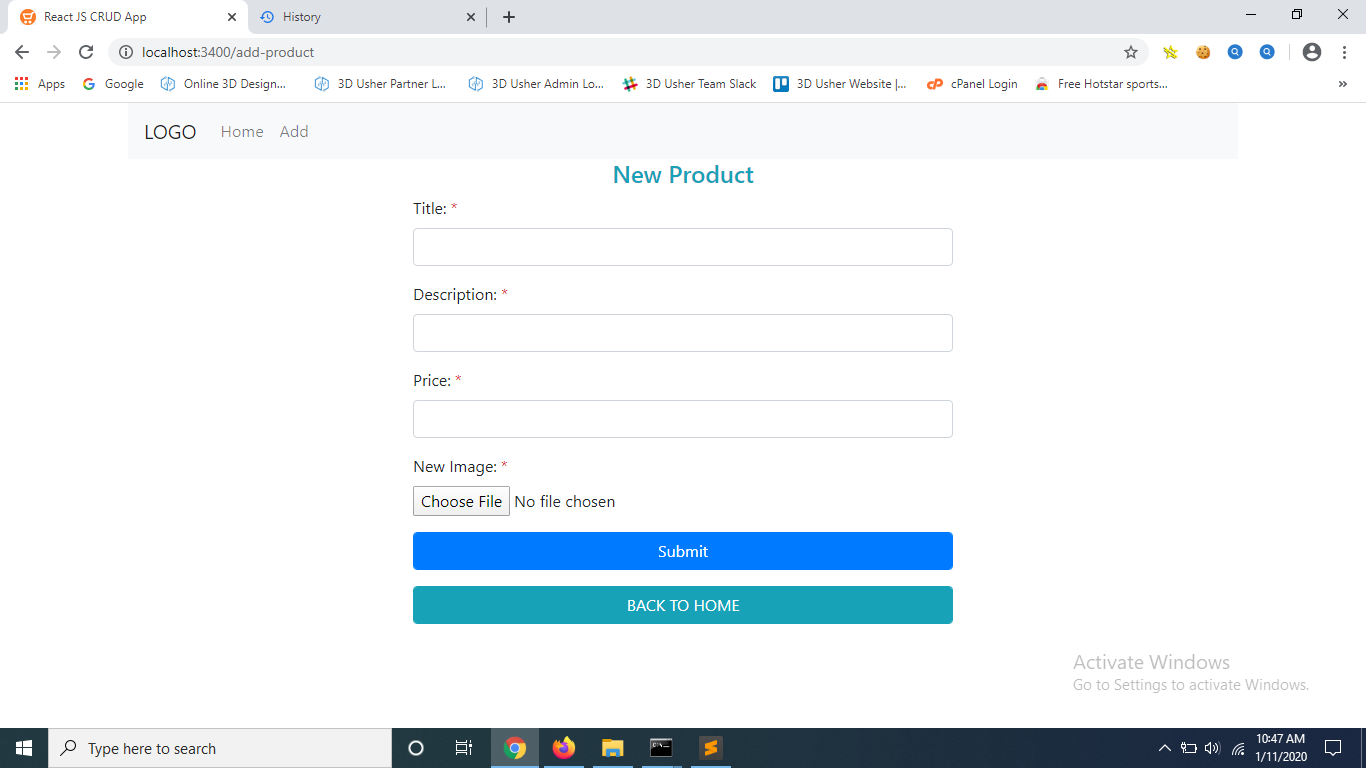 React JS CRUD App
History
localhost:3400/add-product
Apps
Google
Online 3D Design...
3D Usher Partner L...
3D Usher Admin Lo...
3D Usher Team Slack
3D Usher Website |...
cPanel Login
Free Hotstar sports...
»
LOGO
Home
Add
New Product
Title: *
Description: *
Price: *
New Image: *
Choose File No file chosen
Submit
BACK TO HOME
Activate Windows
Go to Settings to activate Windows.
Type here to search
10:47 AM
1/11/2020